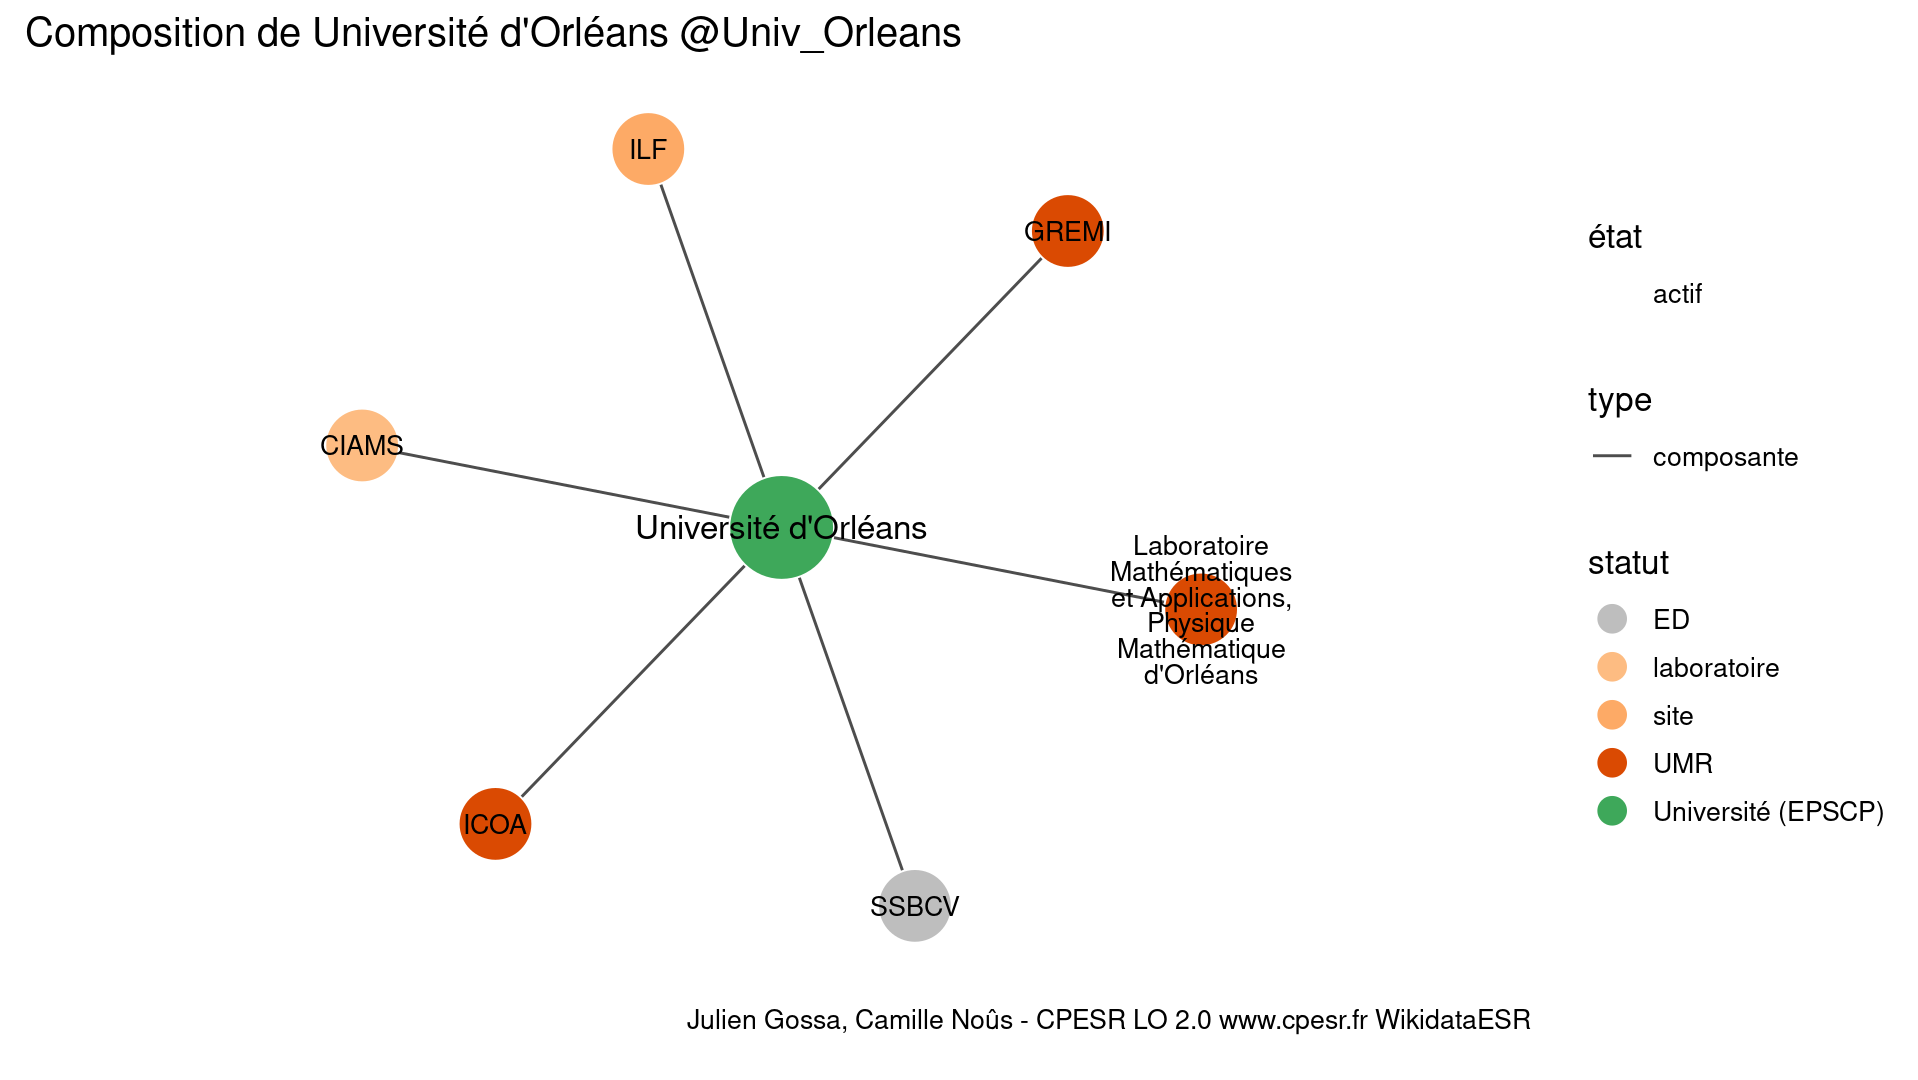 Composition de Université d'Orléans @Univ_Orleans
ILF
GREMI
CIAMS
Université d'Orléans
Laboratoire
Mathématiques
et Applications,
Physique
Mathématique
d'Orléans
ICOA
SSBCV
état
actif
type
composante
statut
ED
laboratoire
site
UMR
Université (EPSCP)
Julien Gossa, Camille Noûs - CPESR LO 2.0 www.cpesr.fr WikidataESR